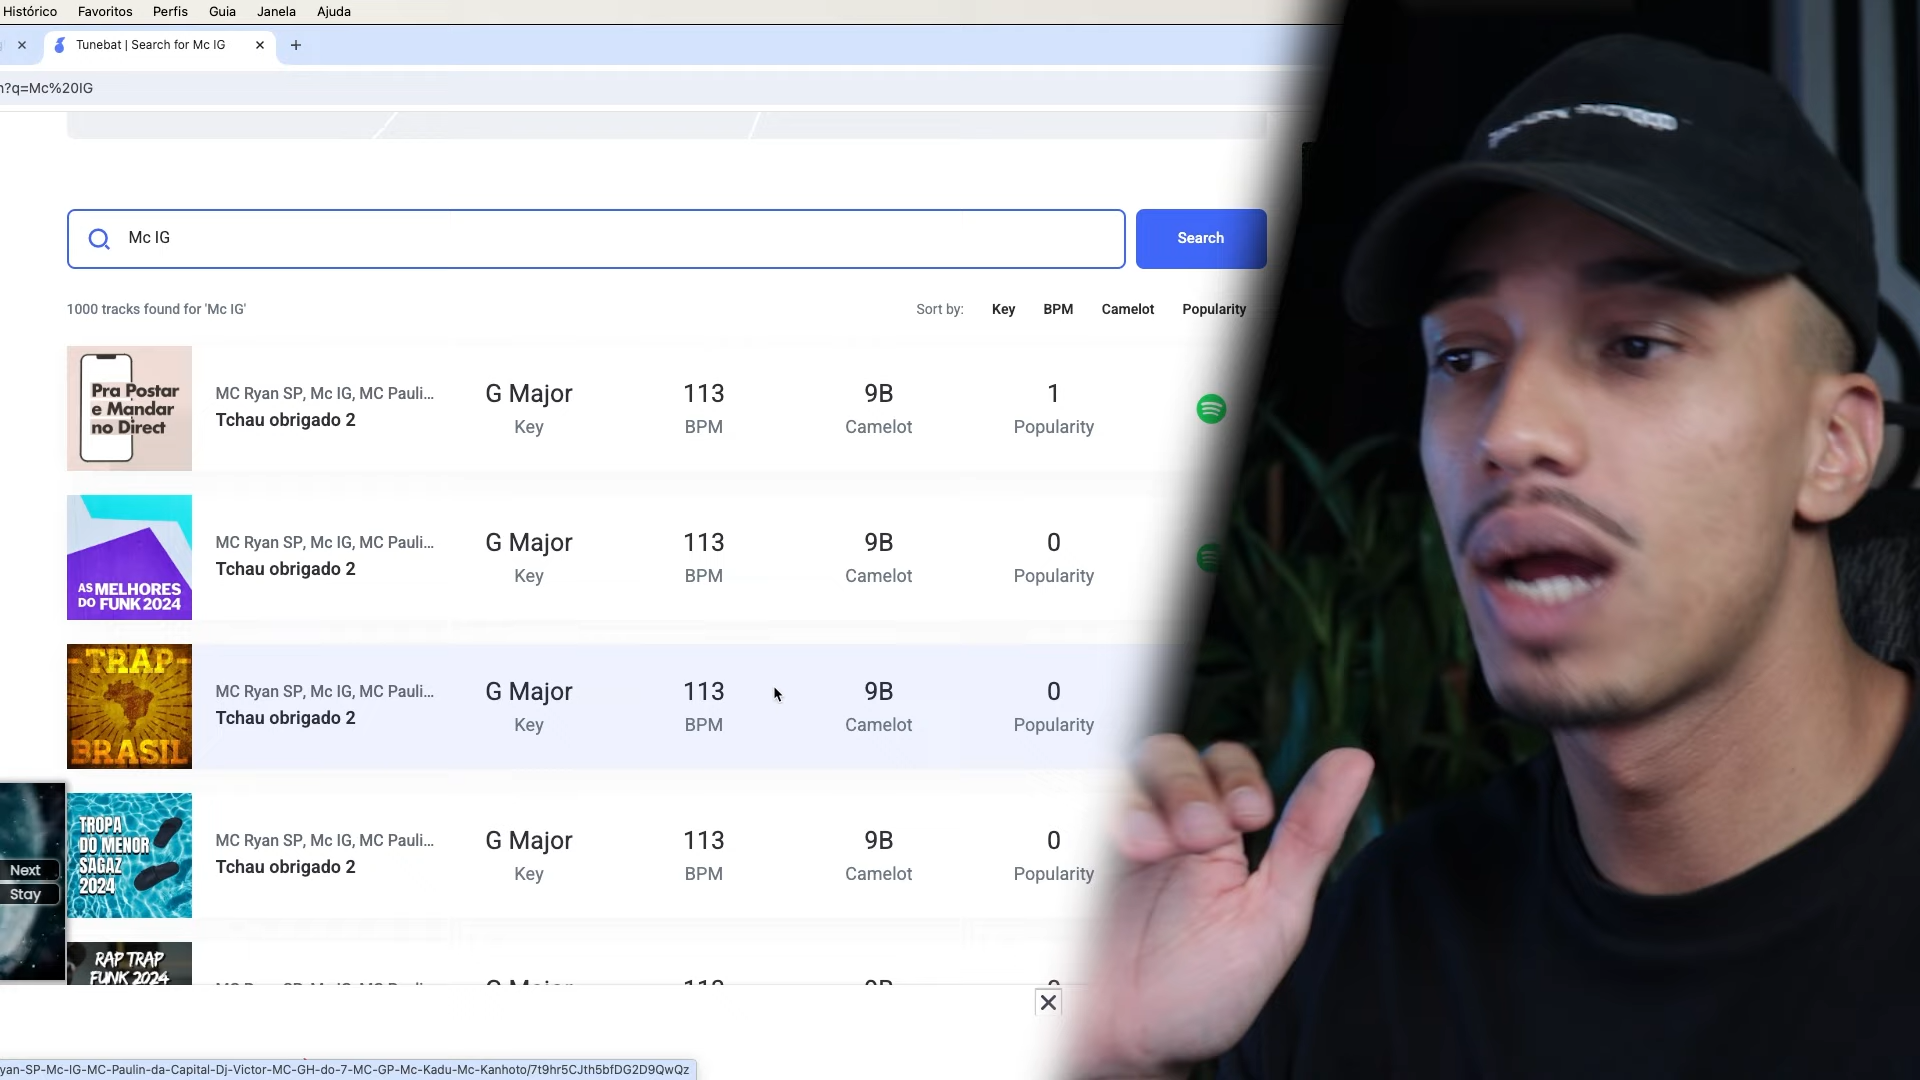 Histórico Favoritos Perfis Guia Janela Ajuda
Tunebat | Search for Mc IG
?q=Mc%20IG
Mc IG
Search
1000 tracks found for 'Mc IG'
Sort by: Key BPM Camelot Popularity
Pra Postar
e Mandar
no Direct
MC Ryan SP, Mc IG, MC Pauli...
Tchau obrigado 2
G Major
Key
113
BPM
9B
Camelot
1
Popularity
AS MELHORES
DO FUNK 2024
MC Ryan SP, Mc IG, MC Pauli...
Tchau obrigado 2
G Major
Key
113
BPM
9B
Camelot
0
Popularity
TRAP
BRASIL
MC Ryan SP, Mc IG, MC Pauli...
Tchau obrigado 2
G Major
Key
113
BPM
9B
Camelot
0
Popularity
TROPA
DO MENOR
SAGAZ
2024
MC Ryan SP, Mc IG, MC Pauli...
Tchau obrigado 2
G Major
Key
113
BPM
9B
Camelot
0
Popularity
Next
Stay
RAP TRAP
FUNK 2024
yan-SP-Mc-IG-MC-Paulin-da-Capital-Dj-Victor-MC-GH-do-7-MC-GP-Mc-Kadu-Mc-Kanhoto/7t9hr5CJth5bfDG2D9QwQz